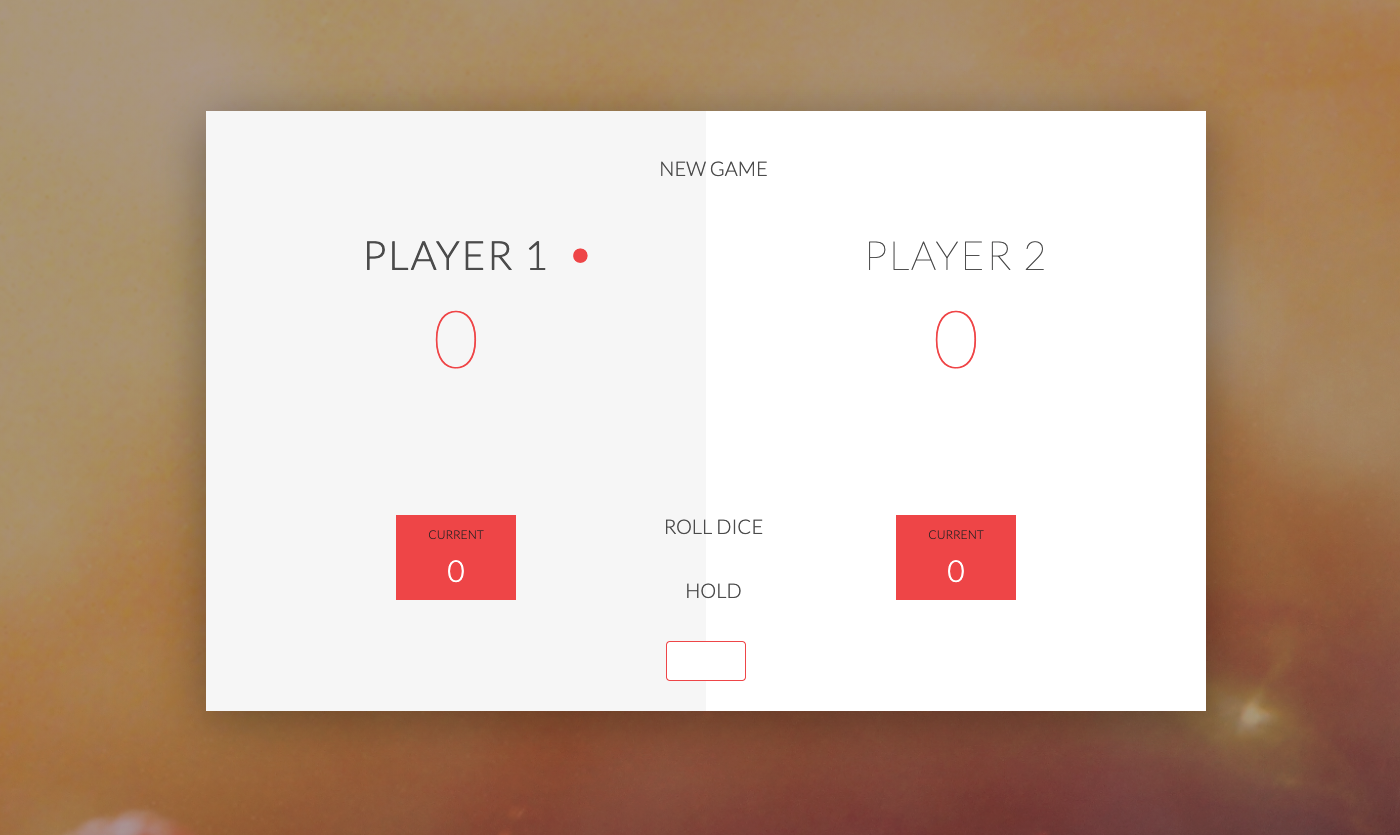 NEW GAME
PLAYER 1
PLAYER 2
0
0
CURRENT
0
ROLL DICE
HOLD
CURRENT
0